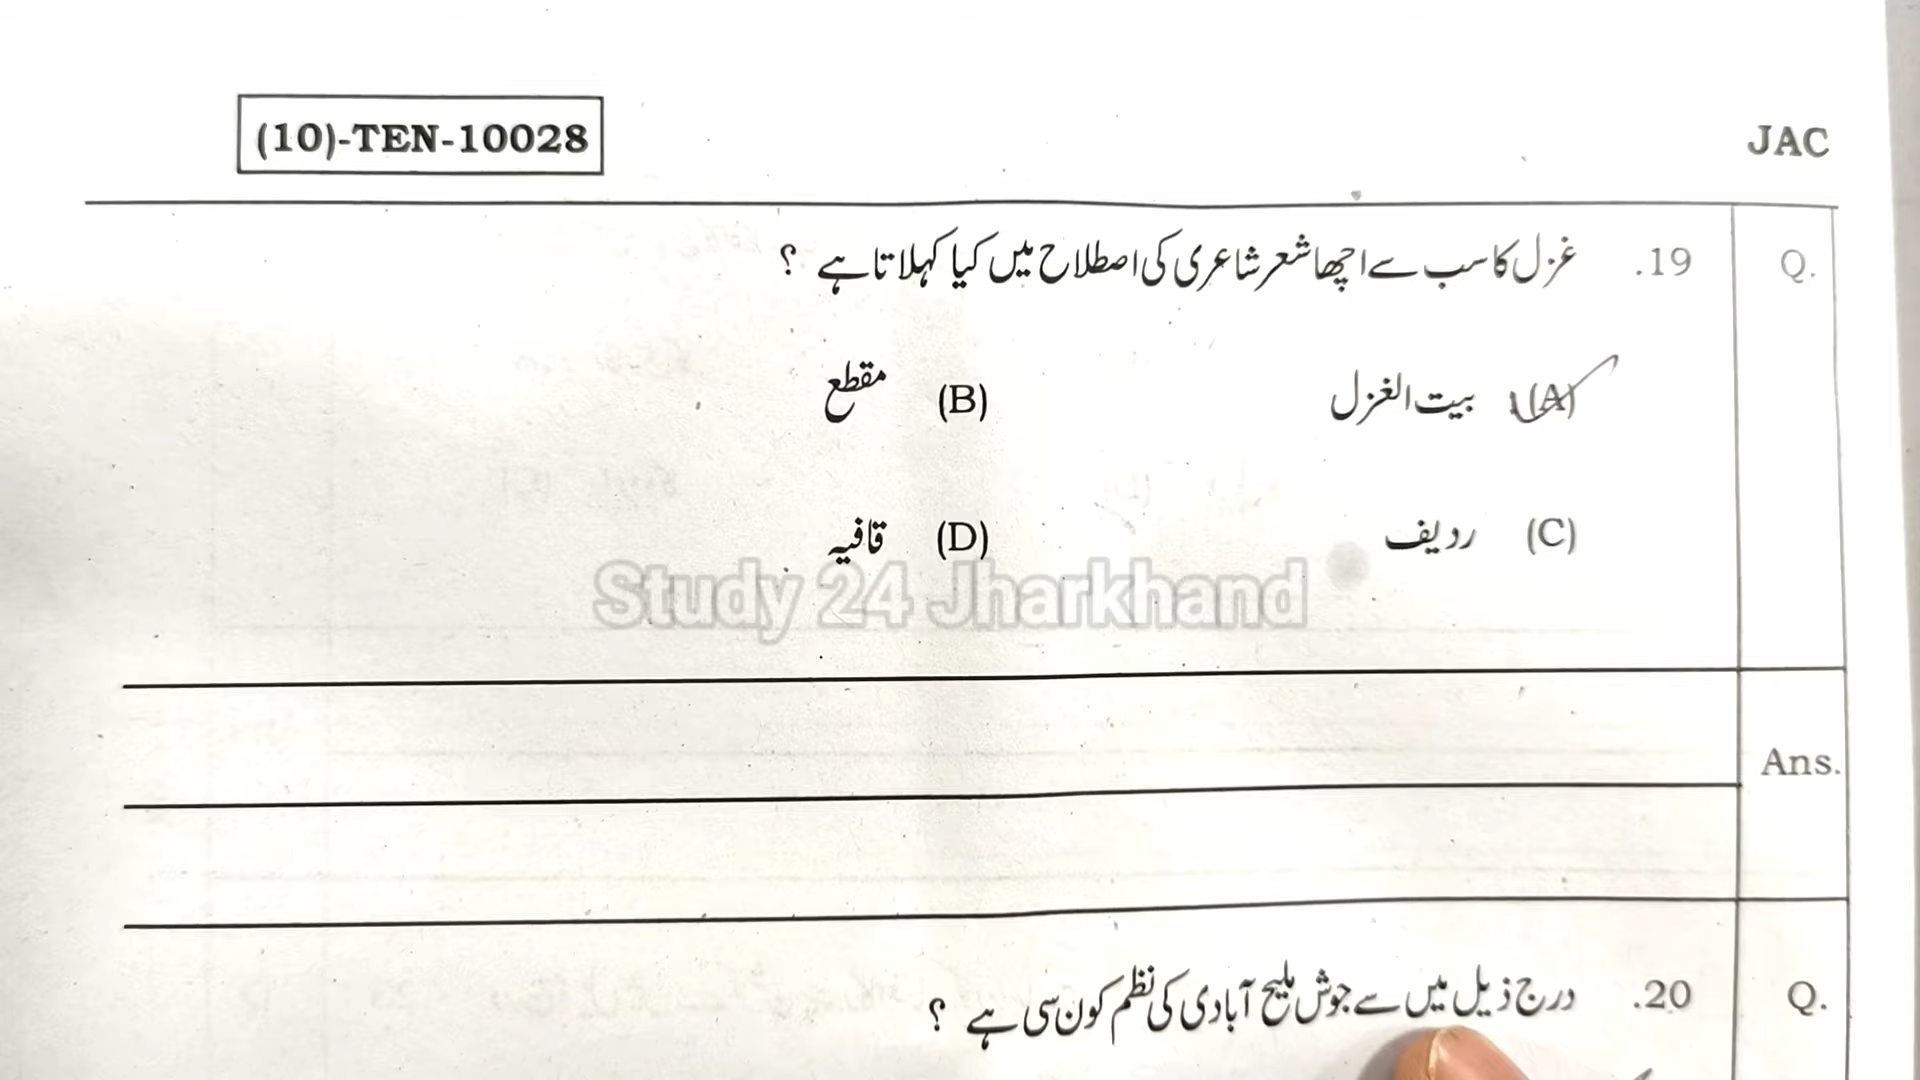 (10)-TEN-10028 JAC
Q. 19. غزل کا سب سے اچھا شعر شاعری کی اصطلاح میں کیا کہلاتا ہے ؟
(A) بیت الغزل (B) مقطع
(C) ردیف (D) قافیہ
Study 24 Jharkhand
Ans.
Q. 20. درج ذیل میں سے جوش ملیح آبادی کی نظم کون سی ہے ؟